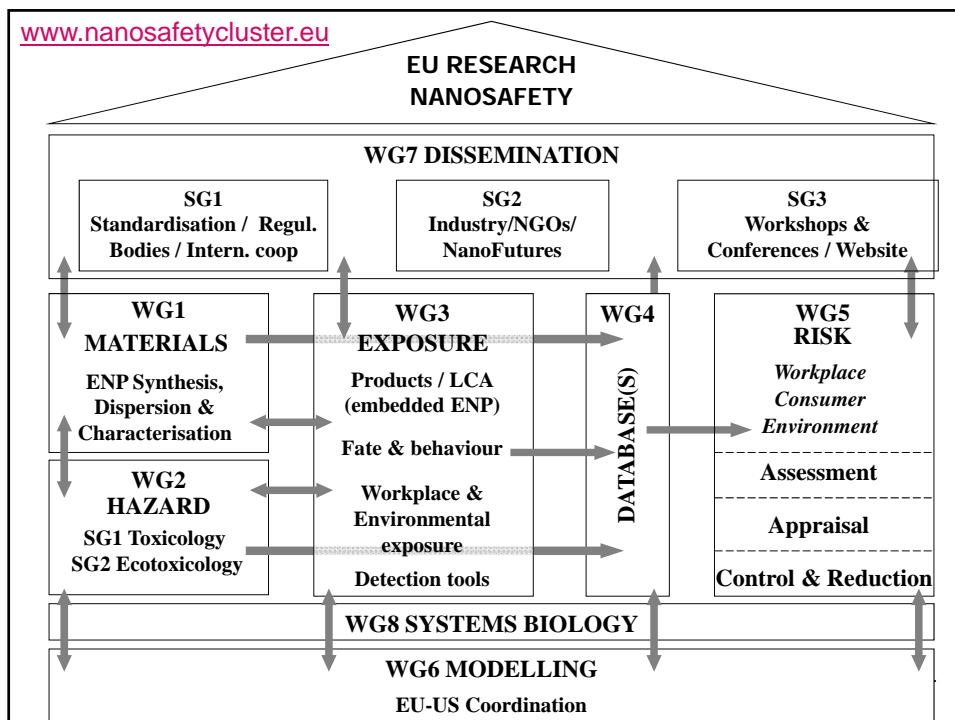 www.nanosafetycluster.eu
EU RESEARCH
NANOSAFETY
WG7 DISSEMINATION
SG1
Standardisation / Regul.
Bodies / Intern. coop
SG2
Industry/NGOs/
NanoFutures
SG3
Workshops &
Conferences / Website
WG1
MATERIALS
ENP Synthesis,
Dispersion &
Characterisation
WG2
HAZARD
SG1 Toxicology
SG2 Ecotoxicology
WG3
EXPOSURE
Products / LCA
(embedded ENP)
Fate & behaviour
Workplace &
Environmental
exposure
Detection tools
WG4
DATABASE(S)
WG5
RISK
Workplace
Consumer
Environment
Assessment
Appraisal
Control & Reduction
WG8 SYSTEMS BIOLOGY
WG6 MODELLING
EU-US Coordination